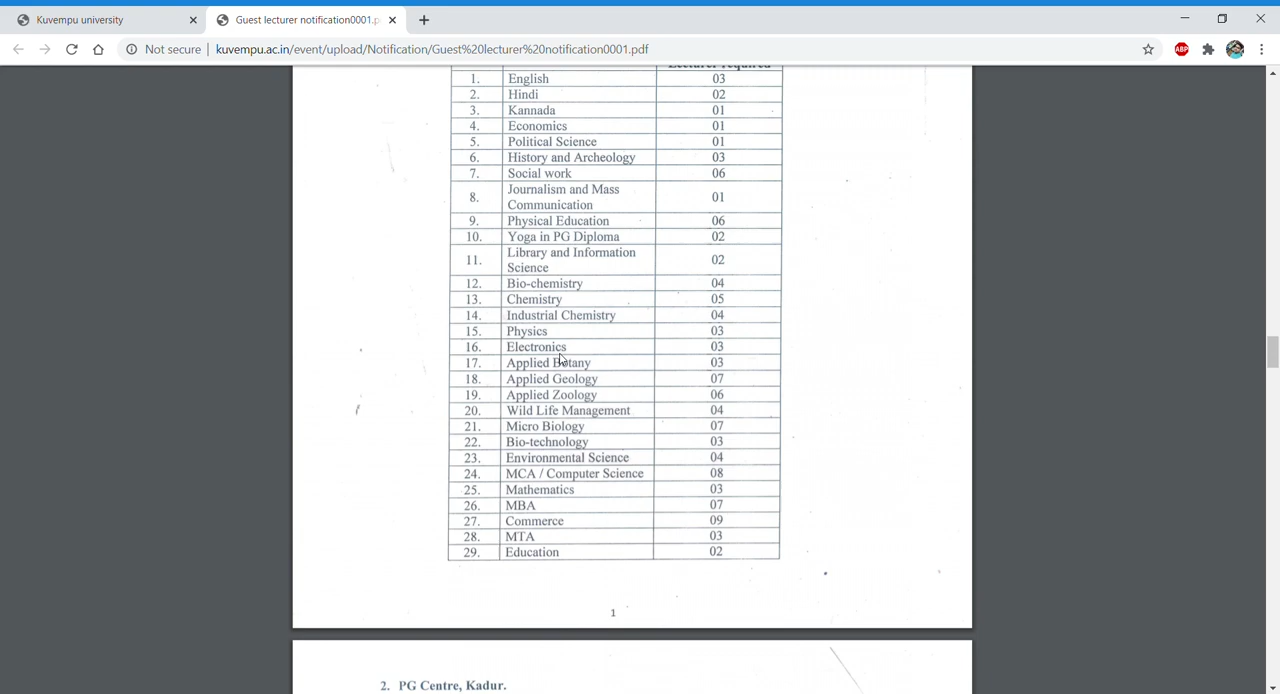 Kuvempu university
Guest lecturer notification0001.p
Not secure
kuvempu.ac.in/event/upload/Notification/Guest%20lecturer%20notification0001.pdf
ABP
Lecturer required
1. English 03
2. Hindi 02
3. Kannada 01
4. Economics 01
5. Political Science 01
6. History and Archeology 03
7. Social work 06
8. Journalism and Mass
Communication 01
9. Physical Education 06
10. Yoga in PG Diploma 02
11. Library and Information
Science 02
12. Bio-chemistry 04
13. Chemistry 05
14. Industrial Chemistry 04
15. Physics 03
16. Electronics 03
17. Applied Botany 03
18. Applied Geology 07
19. Applied Zoology 06
20. Wild Life Management 04
21. Micro Biology 07
22. Bio-technology 03
23. Environmental Science 04
24. MCA / Computer Science 08
25. Mathematics 03
26. MBA 07
27. Commerce 09
28. MTA 03
29. Education 02
1
2. PG Centre, Kadur.